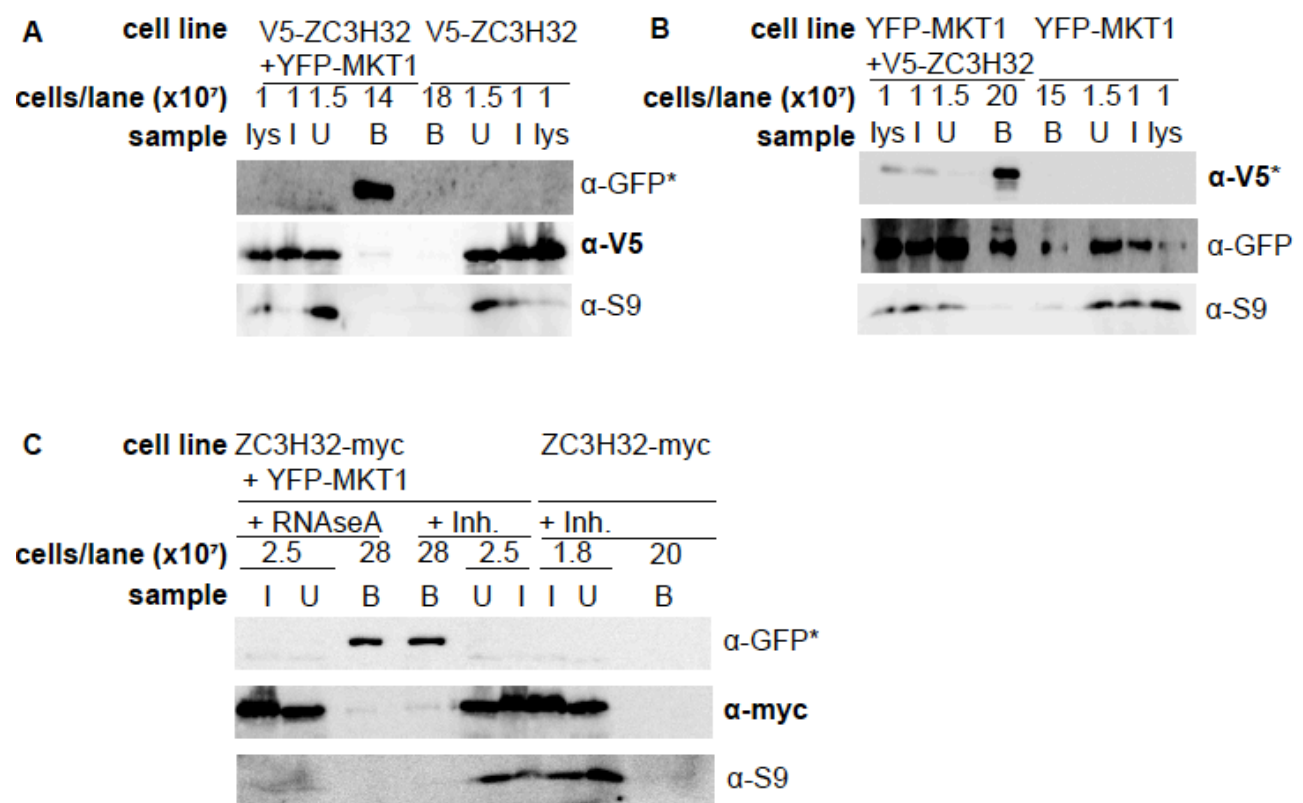 A cell line V5-ZC3H32 V5-ZC3H32
+YFP-MKT1
cells/lane (x10⁷) 1 1 1.5 14 18 1.5 1 1
sample lys I U B B U I lys
α-GFP*
α-V5
α-S9
B cell line YFP-MKT1 YFP-MKT1
+V5-ZC3H32
cells/lane (x10⁷) 1 1 1.5 20 15 1.5 1 1
sample lys I U B B U I lys
α-V5*
α-GFP
α-S9
C cell line ZC3H32-myc ZC3H32-myc
+ YFP-MKT1
+ RNAseA + Inh. + Inh.
cells/lane (x10⁷) 2.5 28 28 2.5 1.8 20
sample I U B B U I I U B
α-GFP*
α-myc
α-S9